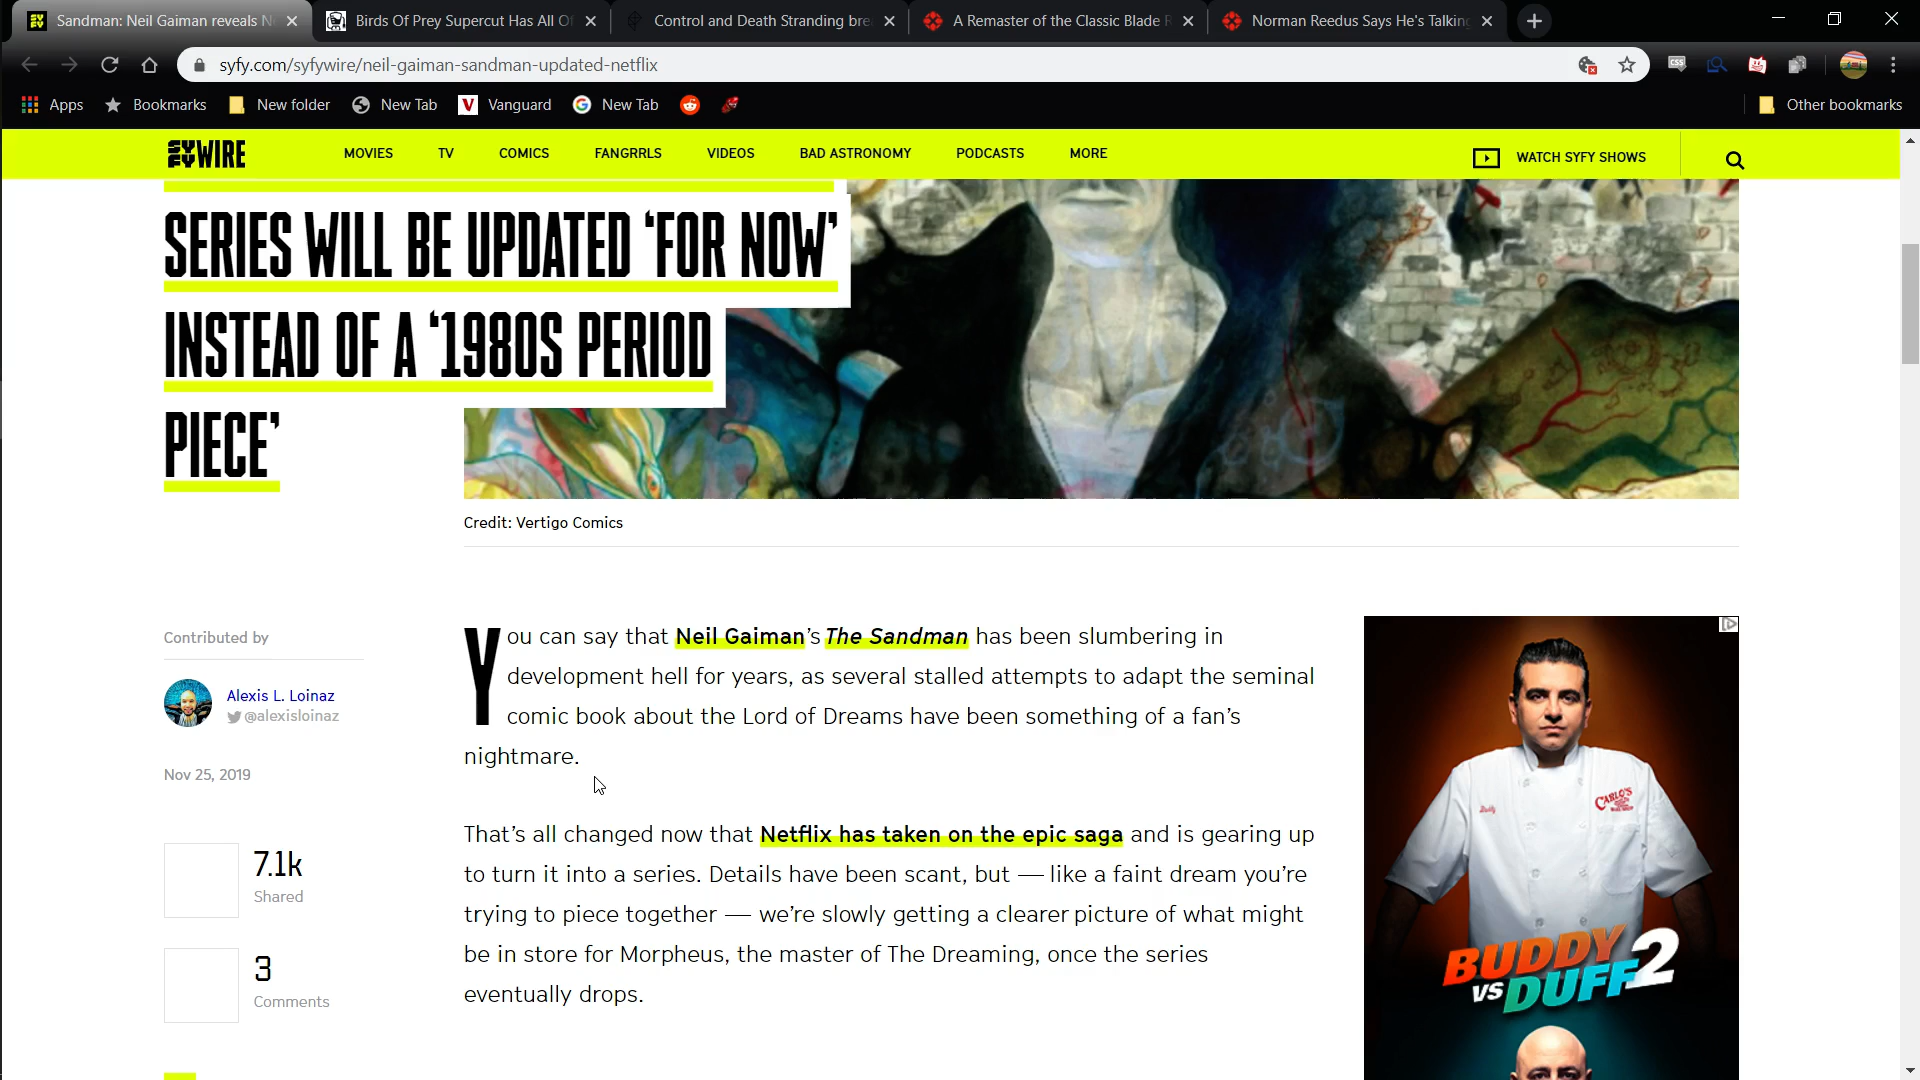 Sandman: Neil Gaiman reveals N
Birds Of Prey Supercut Has All Of
Control and Death Stranding bre
A Remaster of the Classic Blade R
Norman Reedus Says He's Talking
syfy.com/syfywire/neil-gaiman-sandman-updated-netflix
CSS
Apps
Bookmarks
New folder
New Tab
Vanguard
New Tab
Other bookmarks
SYFY WIRE
MOVIES
TV
COMICS
FANGRRLS
VIDEOS
BAD ASTRONOMY
PODCASTS
MORE
WATCH SYFY SHOWS
SERIES WILL BE UPDATED ‘FOR NOW’
INSTEAD OF A ‘1980S PERIOD
PIECE’
Credit: Vertigo Comics
Contributed by
Alexis L. Loinaz
@alexisloinaz
Nov 25, 2019
7.1k
Shared
3
Comments
You can say that Neil Gaiman’s The Sandman has been slumbering in
development hell for years, as several stalled attempts to adapt the seminal
comic book about the Lord of Dreams have been something of a fan’s
nightmare.
That’s all changed now that Netflix has taken on the epic saga and is gearing up
to turn it into a series. Details have been scant, but — like a faint dream you’re
trying to piece together — we’re slowly getting a clearer picture of what might
be in store for Morpheus, the master of The Dreaming, once the series
eventually drops.
Buddy
CARLO'S
BUDDY
VS DUFF 2